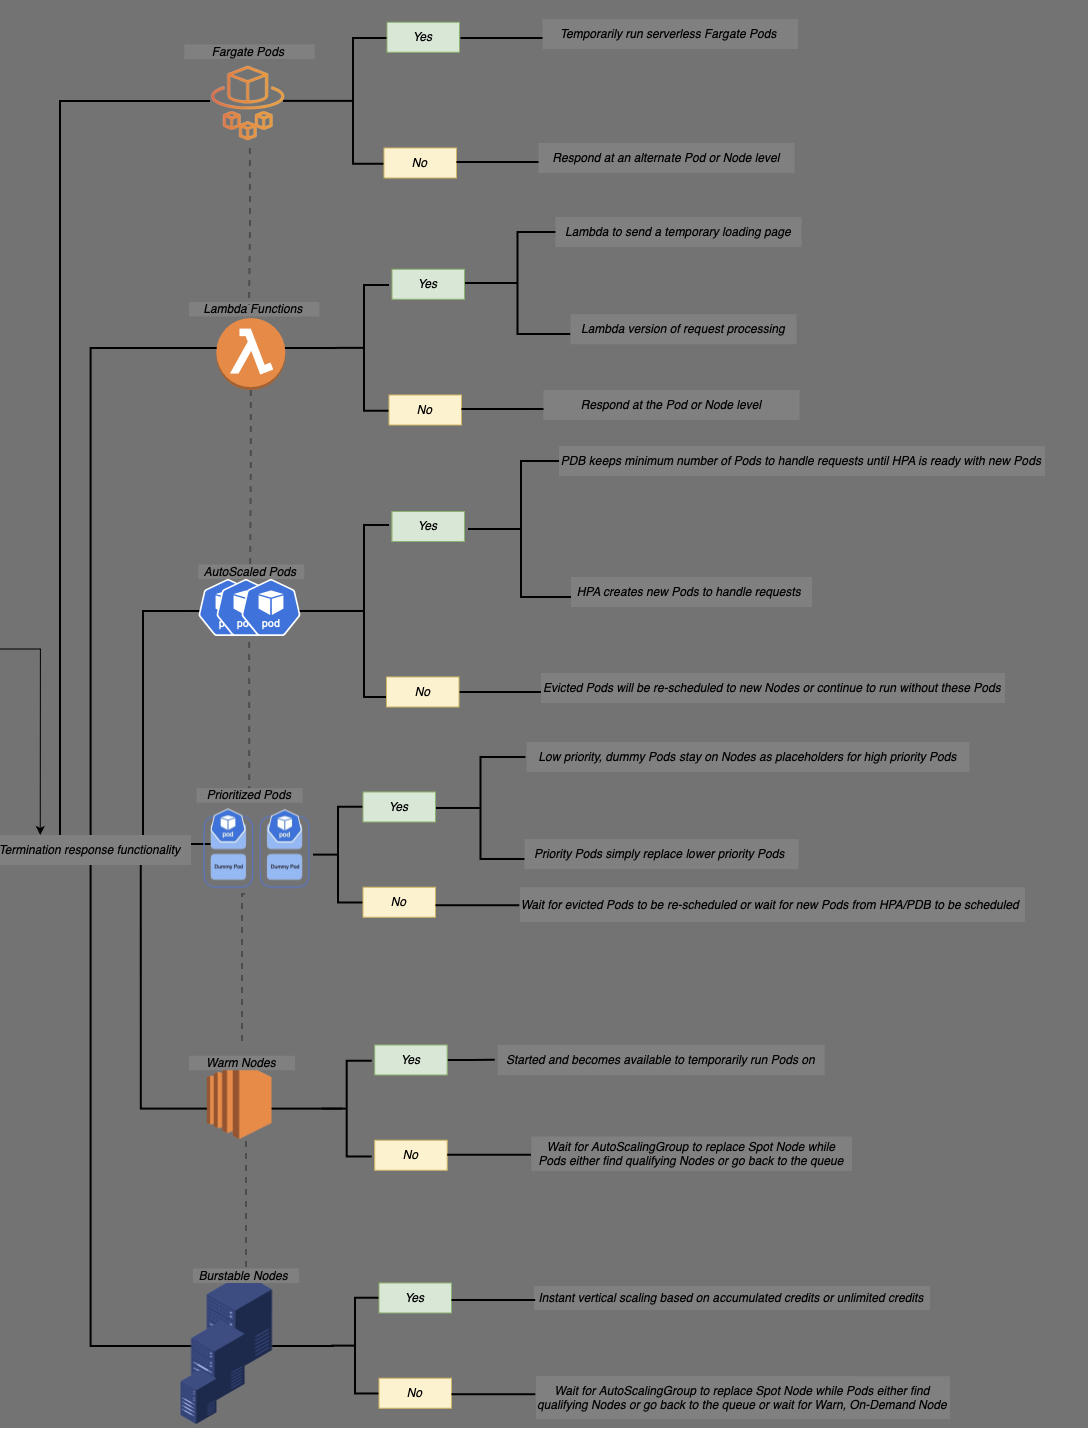 Fargate Pods
Yes
Temporarily run serverless Fargate Pods
No
Respond at an alternate Pod or Node level
Lambda Functions
Yes
Lambda to send a temporary loading page
Lambda version of request processing
No
Respond at the Pod or Node level
AutoScaled Pods
pod
Yes
PDB keeps minimum number of Pods to handle requests until HPA is ready with new Pods
HPA creates new Pods to handle requests
No
Evicted Pods will be re-scheduled to new Nodes or continue to run without these Pods
Termination response functionality
Prioritized Pods
pod
pod
Dummy Pod
Dummy Pod
Yes
Low priority, dummy Pods stay on Nodes as placeholders for high priority Pods
Priority Pods simply replace lower priority Pods
No
Wait for evicted Pods to be re-scheduled or wait for new Pods from HPA/PDB to be scheduled
Warm Nodes
Yes
Started and becomes available to temporarily run Pods on
No
Wait for AutoScalingGroup to replace Spot Node while
Pods either find qualifying Nodes or go back to the queue
Burstable Nodes
Yes
Instant vertical scaling based on accumulated credits or unlimited credits
No
Wait for AutoScalingGroup to replace Spot Node while Pods either find
qualifying Nodes or go back to the queue or wait for Warn, On-Demand Node